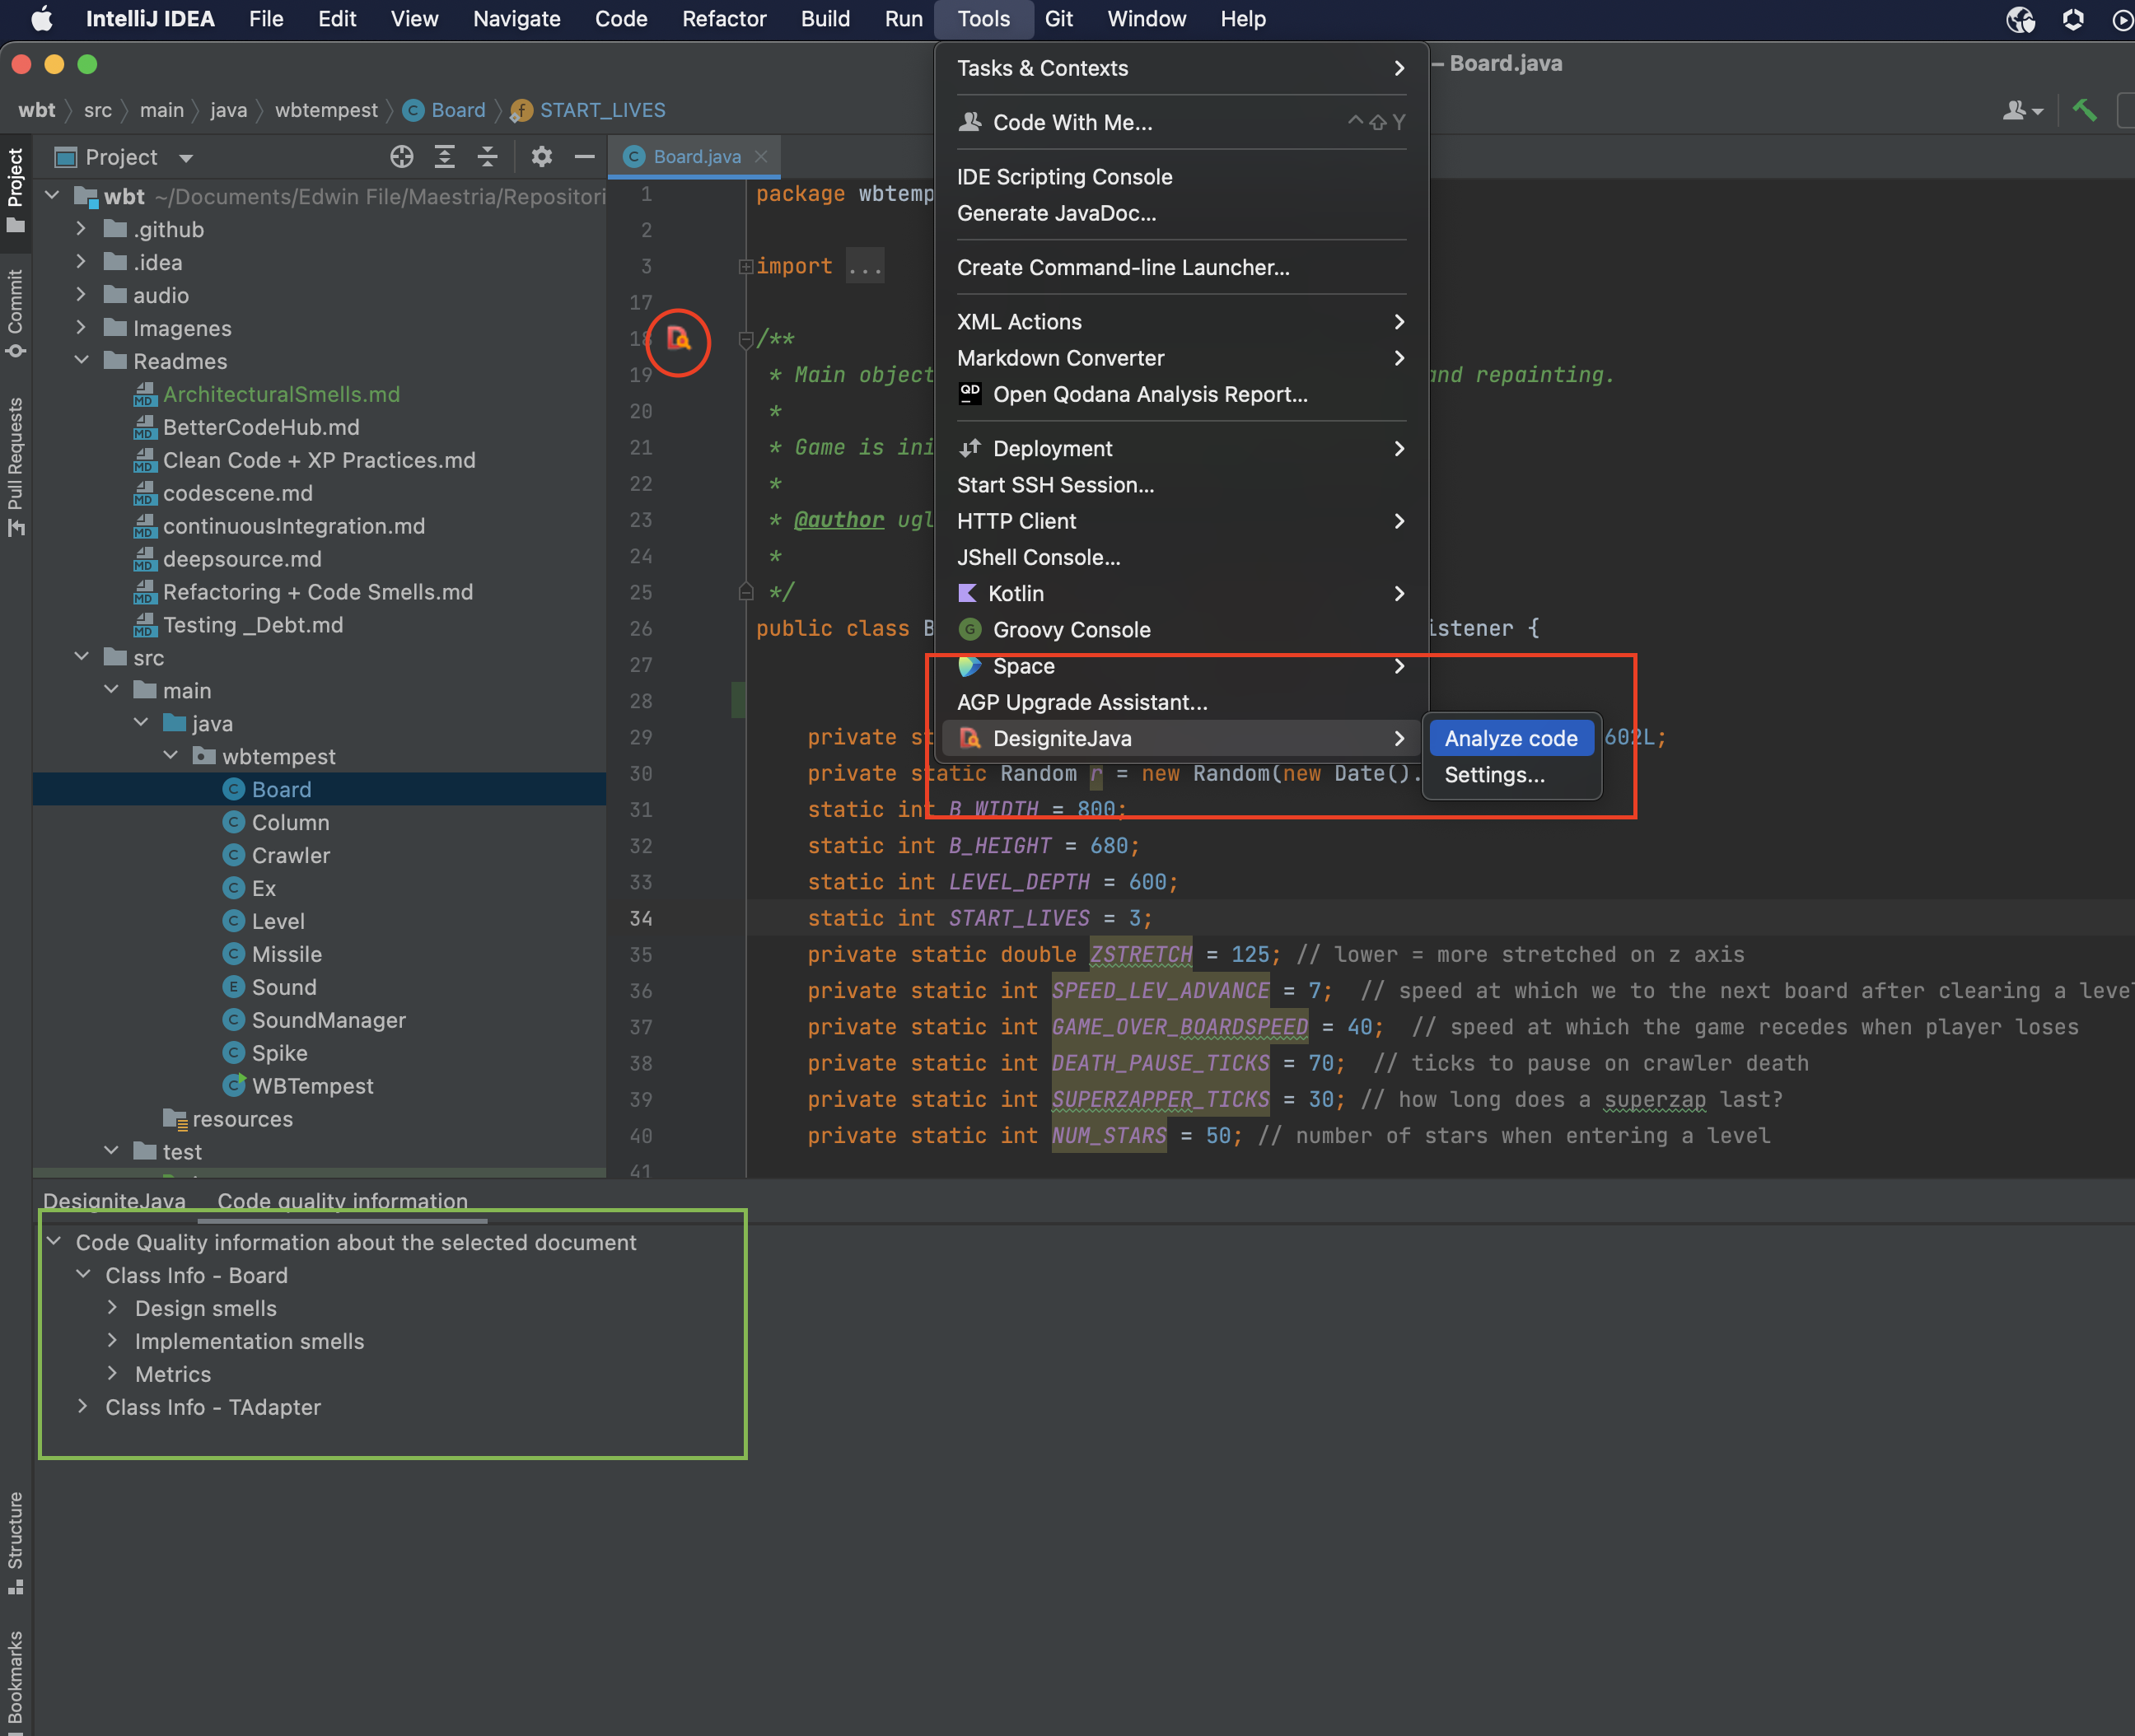 IntelliJ IDEA File Edit View Navigate Code Refactor Build Run Tools Git Window Help
– Board.java
wbt src main java wbtempest Board START_LIVES
Project
Board.java
Project
Commit
Pull Requests
Structure
Bookmarks
wbt ~/Documents/Edwin File/Maestria/Repositori
.github
.idea
audio
Imagenes
Readmes
ArchitecturalSmells.md
BetterCodeHub.md
Clean Code + XP Practices.md
codescene.md
continuousIntegration.md
deepsource.md
Refactoring + Code Smells.md
Testing _Debt.md
src
main
java
wbtempest
Board
Column
Crawler
Ex
Level
Missile
Sound
SoundManager
Spike
WBTempest
resources
test
Tasks & Contexts
Code With Me... ^⇧Y
IDE Scripting Console
Generate JavaDoc...
Create Command-line Launcher...
XML Actions
Markdown Converter
Open Qodana Analysis Report...
Deployment
Start SSH Session...
HTTP Client
JShell Console...
Kotlin
Groovy Console
Space
AGP Upgrade Assistant...
DesigniteJava
Analyze code
Settings...
1 package wbtemp
2
3 import ...
17
18 /**
19 * Main object and repainting.
20 *
21 * Game is ini
22 *
23 * @author ugl
24 *
25 */
26 public class B istener {
27
28
29 private st 602L;
30 private static Random r = new Random(new Date().
31 static int B_WIDTH = 800;
32 static int B_HEIGHT = 680;
33 static int LEVEL_DEPTH = 600;
34 static int START_LIVES = 3;
35 private static double ZSTRETCH = 125; // lower = more stretched on z axis
36 private static int SPEED_LEV_ADVANCE = 7; // speed at which we to the next board after clearing a leve
37 private static int GAME_OVER_BOARDSPEED = 40; // speed at which the game recedes when player loses
38 private static int DEATH_PAUSE_TICKS = 70; // ticks to pause on crawler death
39 private static int SUPERZAPPER_TICKS = 30; // how long does a superzap last?
40 private static int NUM_STARS = 50; // number of stars when entering a level
41
DesigniteJava Code quality information
Code Quality information about the selected document
Class Info - Board
Design smells
Implementation smells
Metrics
Class Info - TAdapter